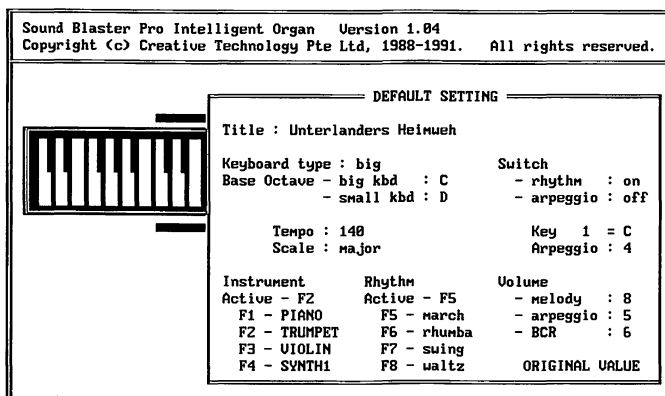 Sound Blaster Pro Intelligent Organ Version 1.04
Copyright (c) Creative Technology Pte Ltd, 1988-1991. All rights reserved.
DEFAULT SETTING
Title : Unterlanders Heimweh
Keyboard type : big Switch
Base Octave - big kbd : C - rhythm : on
- small kbd : D - arpeggio : off
Tempo : 140 Key 1 = C
Scale : major Arpeggio : 4
Instrument Rhythm Volume
Active - F2 Active - F5 - melody : 8
F1 - PIANO F5 - march - arpeggio : 5
F2 - TRUMPET F6 - rhumba - BCR : 6
F3 - VIOLIN F7 - swing
F4 - SYNTH1 F8 - waltz ORIGINAL VALUE